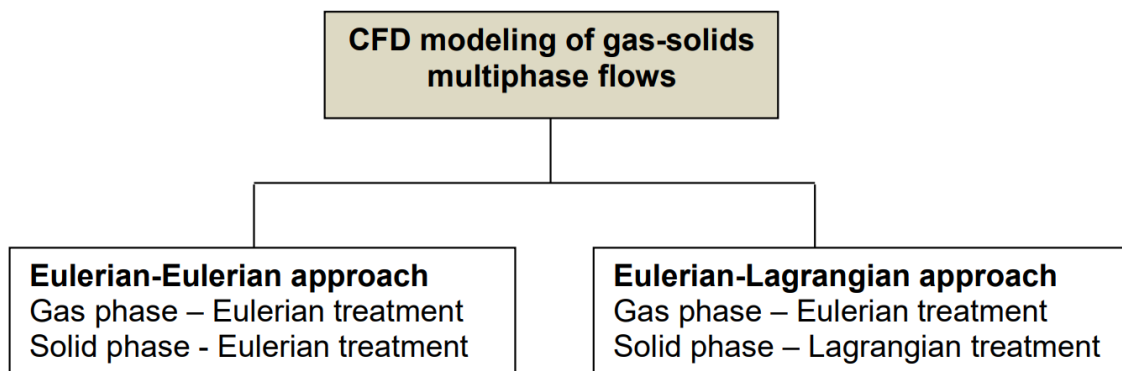 CFD modeling of gas-solids
multiphase flows
Eulerian-Eulerian approach
Gas phase – Eulerian treatment
Solid phase - Eulerian treatment
Eulerian-Lagrangian approach
Gas phase – Eulerian treatment
Solid phase – Lagrangian treatment